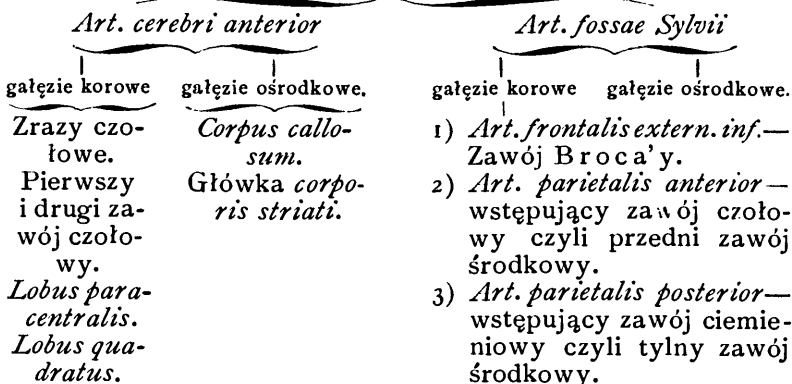 Art. cerebri anterior
gałęzie korowe
Zrazy czo-
łowe.
Pierwszy
i drugi za-
wój czoło-
wy.
Lobus para-
centralis.
Lobus qua-
dratus.
gałęzie ośrodkowe.
Corpus callo-
sum.
Główka corpo-
ris striati.
Art. fossae Sylvii
gałęzie korowe
1) Art. frontalis extern. inf.—
Zawój Broca'y.
2) Art. parietalis anterior—
wstępujący zawój czoło-
wy czyli przedni zawój
środkowy.
3) Art. parietalis posterior—
wstępujący zawój ciemie-
niowy czyli tylny zawój
środkowy.
gałęzie ośrodkowe.